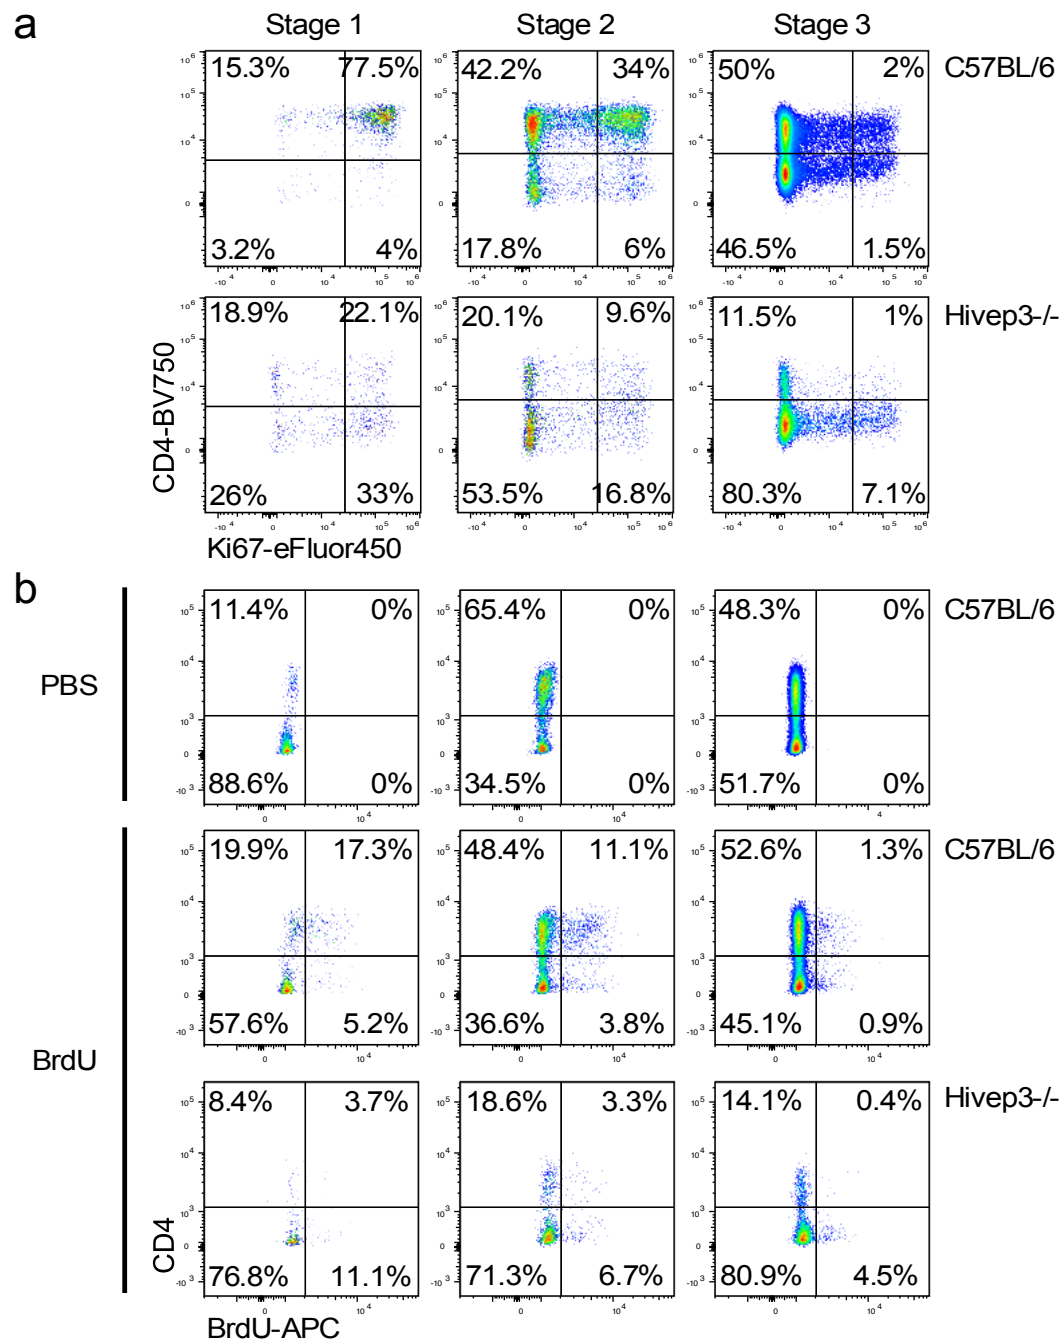 a
Stage 1 Stage 2 Stage 3
15.3% 77.5% 42.2% 34% 50% 2% C57BL/6
3.2% 4% 17.8% 6% 46.5% 1.5%
18.9% 22.1% 20.1% 9.6% 11.5% 1% Hivep3-/-
26% 33% 53.5% 16.8% 80.3% 7.1%
CD4-BV750
Ki67-eFluor450
b
PBS
11.4% 0% 65.4% 0% 48.3% 0% C57BL/6
88.6% 0% 34.5% 0% 51.7% 0%
BrdU
19.9% 17.3% 48.4% 11.1% 52.6% 1.3% C57BL/6
57.6% 5.2% 36.6% 3.8% 45.1% 0.9%
8.4% 3.7% 18.6% 3.3% 14.1% 0.4% Hivep3-/-
76.8% 11.1% 71.3% 6.7% 80.9% 4.5%
CD4
BrdU-APC